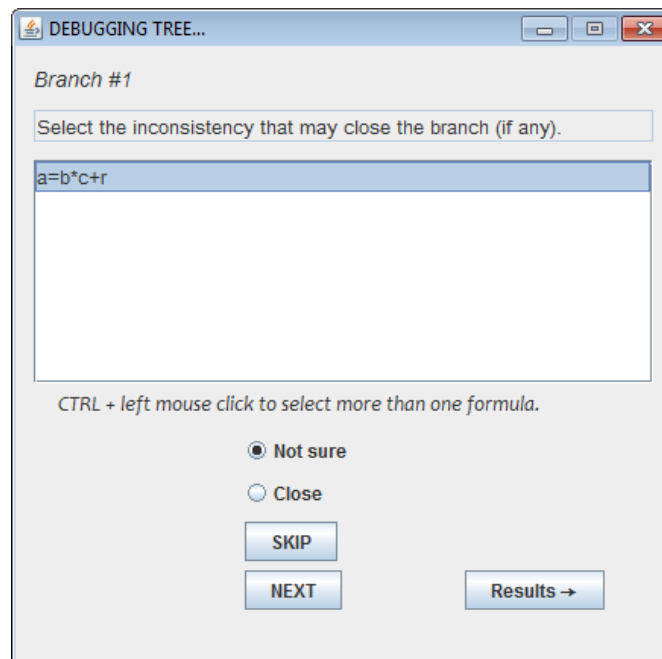 DEBUGGING TREE...
Branch #1
Select the inconsistency that may close the branch (if any).
a=b*c+r
CTRL + left mouse click to select more than one formula.
Not sure
Close
SKIP
NEXT
Results →